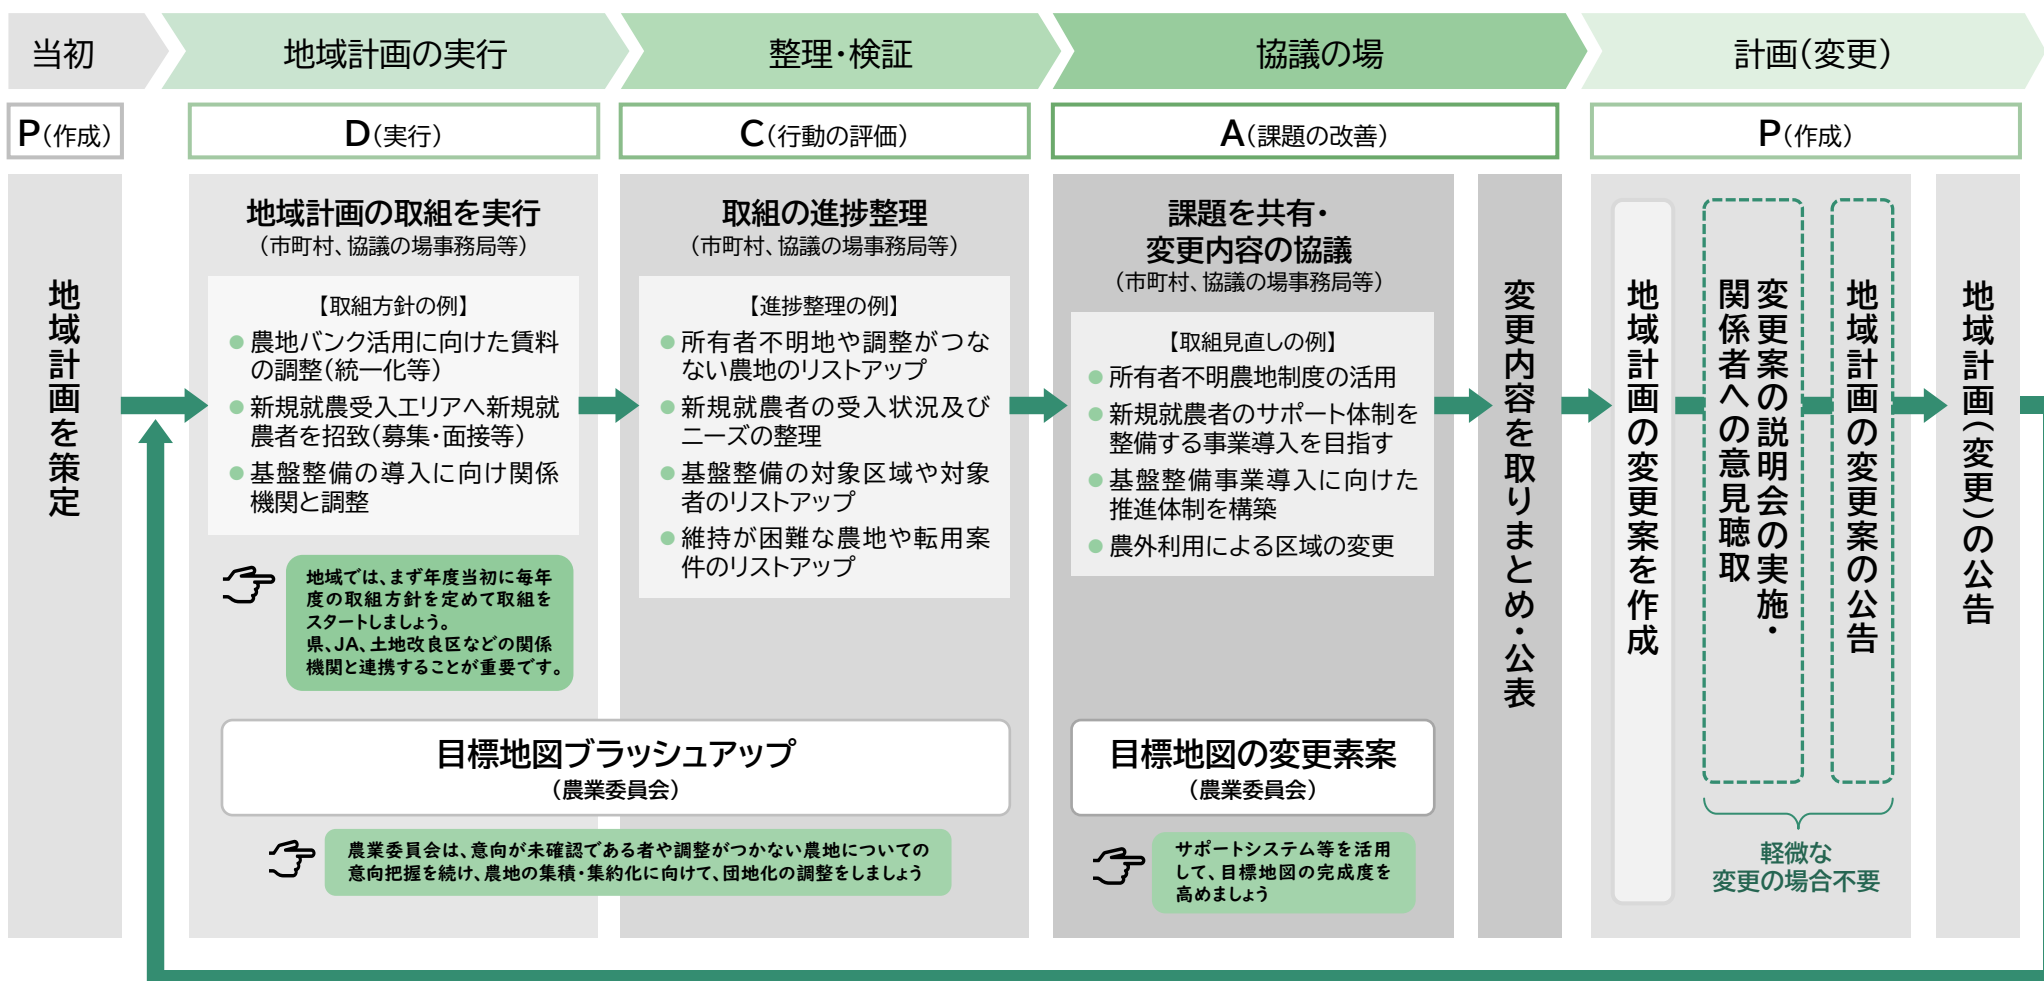 当初
地域計画の実行
整理・検証
協議の場
計画(変更)
P(作成)
D(実行)
C(行動の評価)
A(課題の改善)
P(作成)
地域計画を策定
地域計画の取組を実行
(市町村、協議の場事務局等)
【取組方針の例】
●農地バンク活用に向けた賃料
の調整(統一化等)
●新規就農受入エリアへ新規就
農者を招致(募集・面接等)
●基盤整備の導入に向け関係
機関と調整
地域では、まず年度当初に毎年
度の取組方針を定めて取組を
スタートしましょう。
県、JA、土地改良区などの関係
機関と連携することが重要です。
取組の進捗整理
(市町村、協議の場事務局等)
【進捗整理の例】
●所有者不明地や調整がつな
ない農地のリストアップ
●新規就農者の受入状況及び
ニーズの整理
●基盤整備の対象区域や対象
者のリストアップ
●維持が困難な農地や転用案
件のリストアップ
目標地図ブラッシュアップ
(農業委員会)
農業委員会は、意向が未確認である者や調整がつかない農地についての
意向把握を続け、農地の集積・集約化に向けて、団地化の調整をしましょう
課題を共有・
変更内容の協議
(市町村、協議の場事務局等)
【取組見直しの例】
●所有者不明農地制度の活用
●新規就農者のサポート体制を
整備する事業導入を目指す
●基盤整備事業導入に向けた
推進体制を構築
●農外利用による区域の変更
目標地図の変更素案
(農業委員会)
サポートシステム等を活用
して、目標地図の完成度を
高めましょう
変更内容を取りまとめ・公表
地域計画の変更案を作成
変更案の説明会の実施・
関係者への意見聴取
地域計画の変更案の公告
軽微な
変更の場合不要
地域計画(変更)の公告